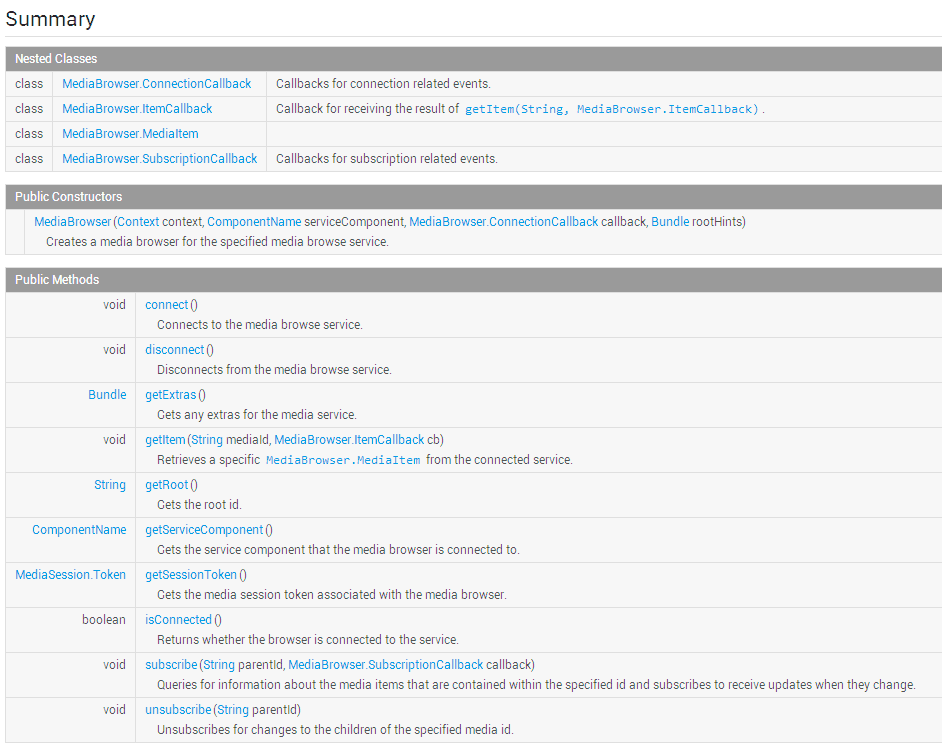 Summary
Nested Classes
class MediaBrowser.ConnectionCallback Callbacks for connection related events.
class MediaBrowser.ItemCallback Callback for receiving the result of getItem(String, MediaBrowser.ItemCallback).
class MediaBrowser.MediaItem
class MediaBrowser.SubscriptionCallback Callbacks for subscription related events.
Public Constructors
MediaBrowser(Context context, ComponentName serviceComponent, MediaBrowser.ConnectionCallback callback, Bundle rootHints)
Creates a media browser for the specified media browse service.
Public Methods
void connect()
Connects to the media browse service.
void disconnect()
Disconnects from the media browse service.
Bundle getExtras()
Gets any extras for the media service.
void getItem(String mediaId, MediaBrowser.ItemCallback cb)
Retrieves a specific MediaBrowser.MediaItem from the connected service.
String getRoot()
Gets the root id.
ComponentName getServiceComponent()
Gets the service component that the media browser is connected to.
MediaSession.Token getSessionToken()
Gets the media session token associated with the media browser.
boolean isConnected()
Returns whether the browser is connected to the service.
void subscribe(String parentId, MediaBrowser.SubscriptionCallback callback)
Queries for information about the media items that are contained within the specified id and subscribes to receive updates when they change.
void unsubscribe(String parentId)
Unsubscribes for changes to the children of the specified media id.